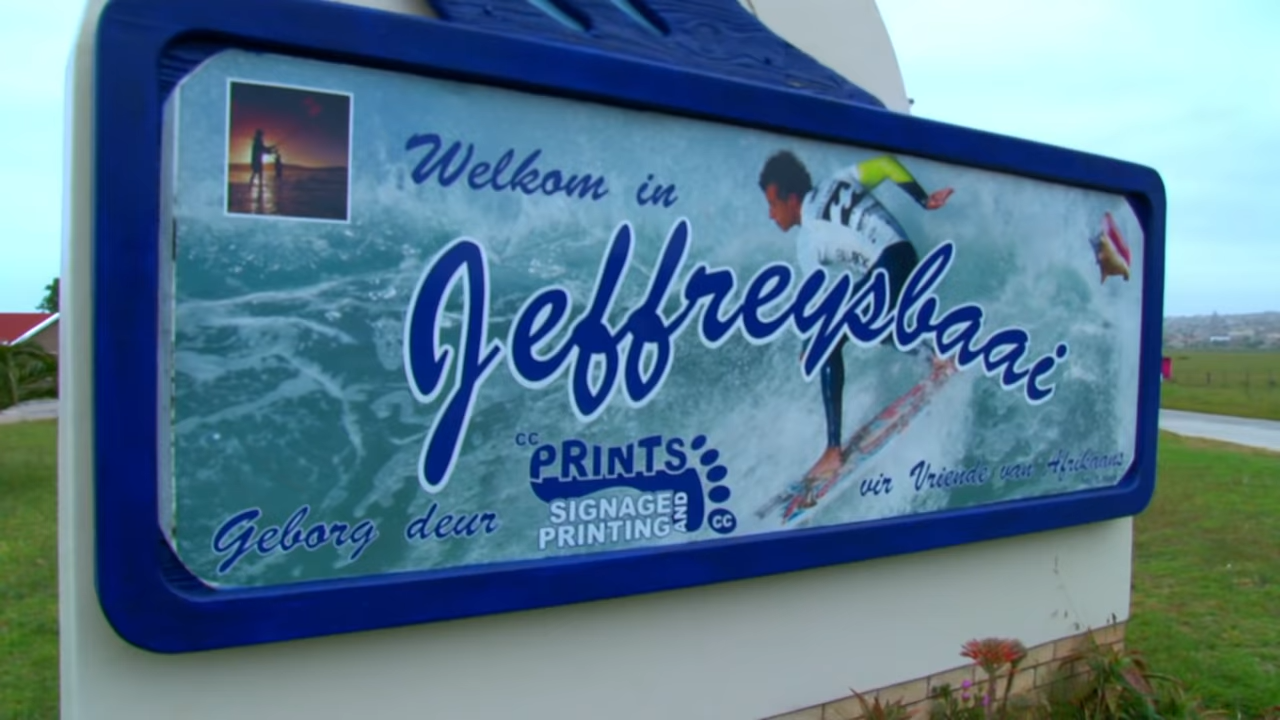 Welkom in
Jeffreysbaai
Geborg deur
CC PRINTS
SIGNAGE
AND
PRINTING
CC
vir Vriende van Afrikaans